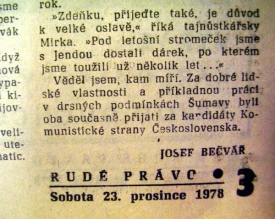 rok.
»Zdeňku, přijeďte také, je důvod
k velké oslavě,« říká tajnůstkářsky
Mirka. »Pod letošní stromeček jsme
s Jendou dostali dárek, po kterém
jsme toužili už několik let...«
Věděl jsem, kam míří. Za dobré lid-
ské vlastnosti a příkladnou práci
v drsných podmínkách Šumavy byli
oba současně přijati za kandidáty Ko-
munistické strany Československa.
JOSEF BEČVÁŘ
RUDÉ PRÁVO • 3
Sobota 23. prosince 1978